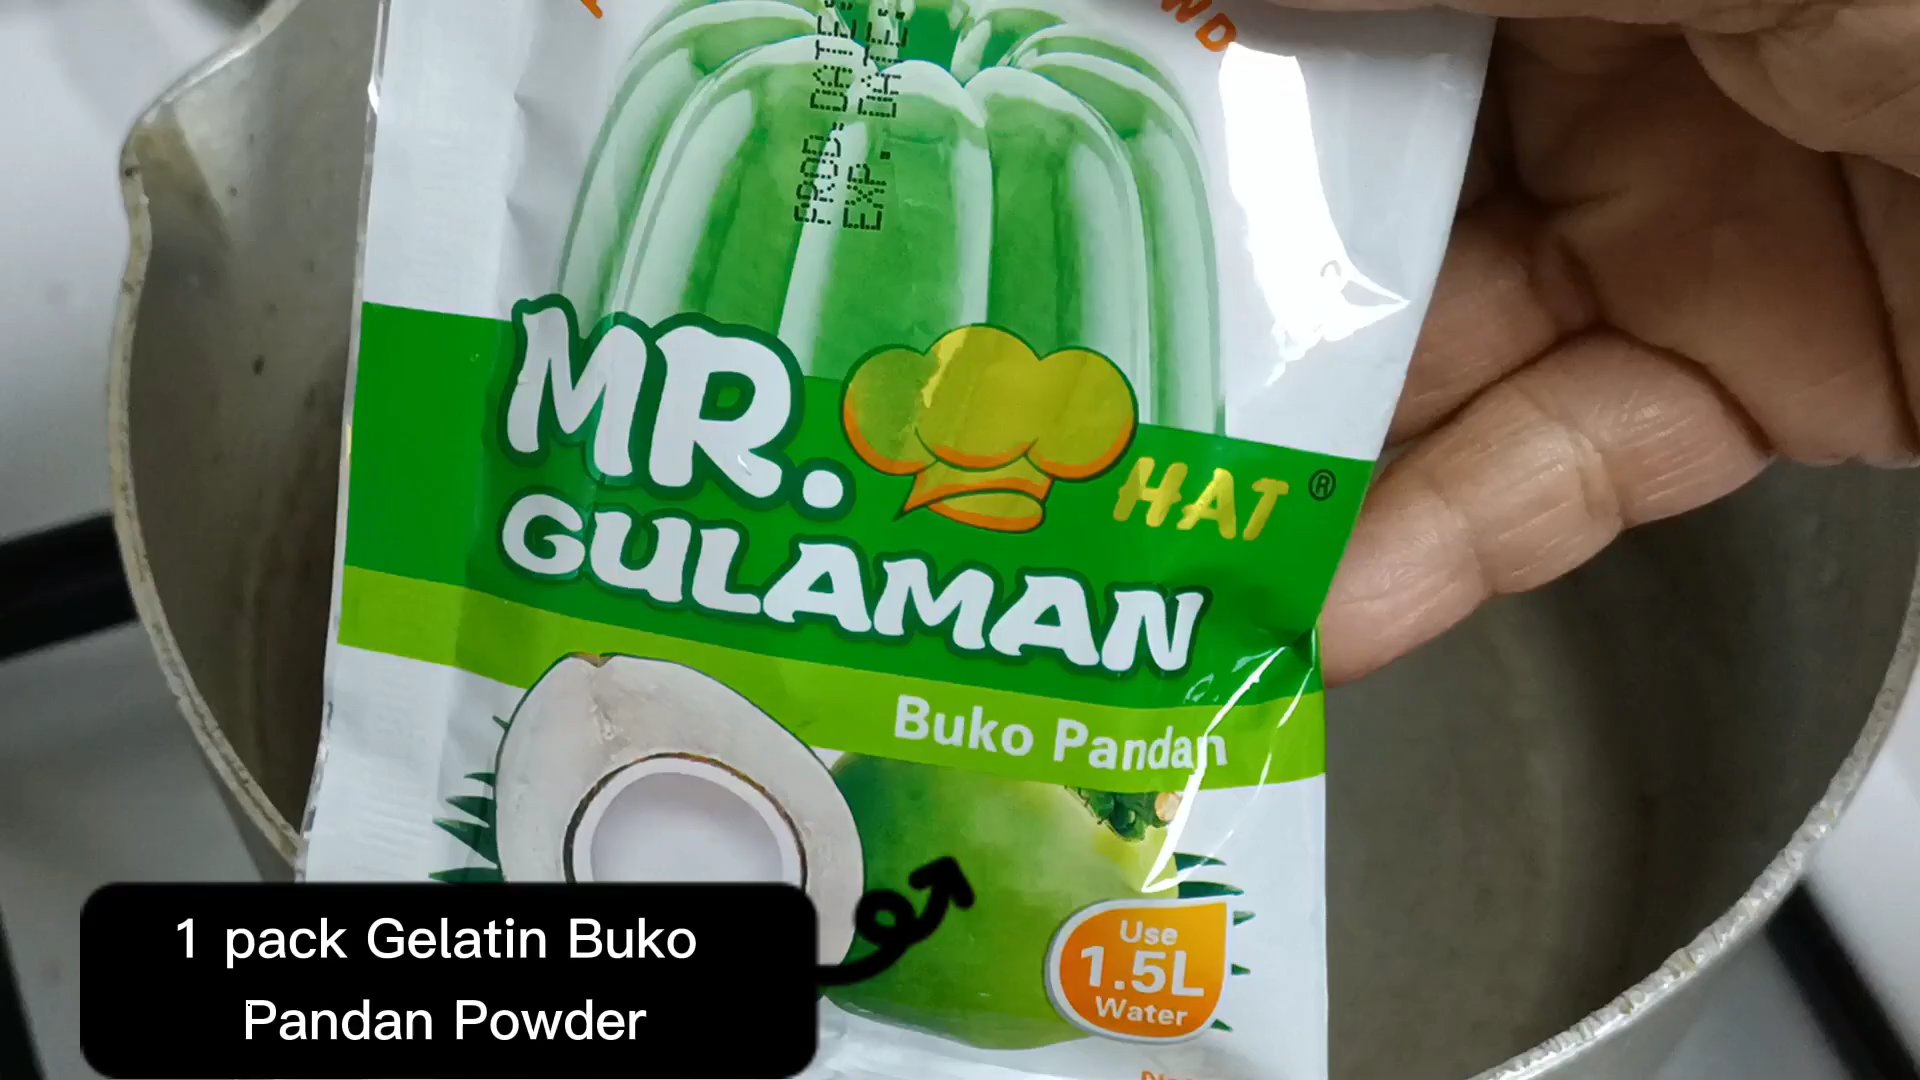 PROD. DATE:
EXP. DATE:
MR. HAT ®
GULAMAN
Buko Pandan
Use
1.5L
Water
1 pack Gelatin Buko
Pandan Powder